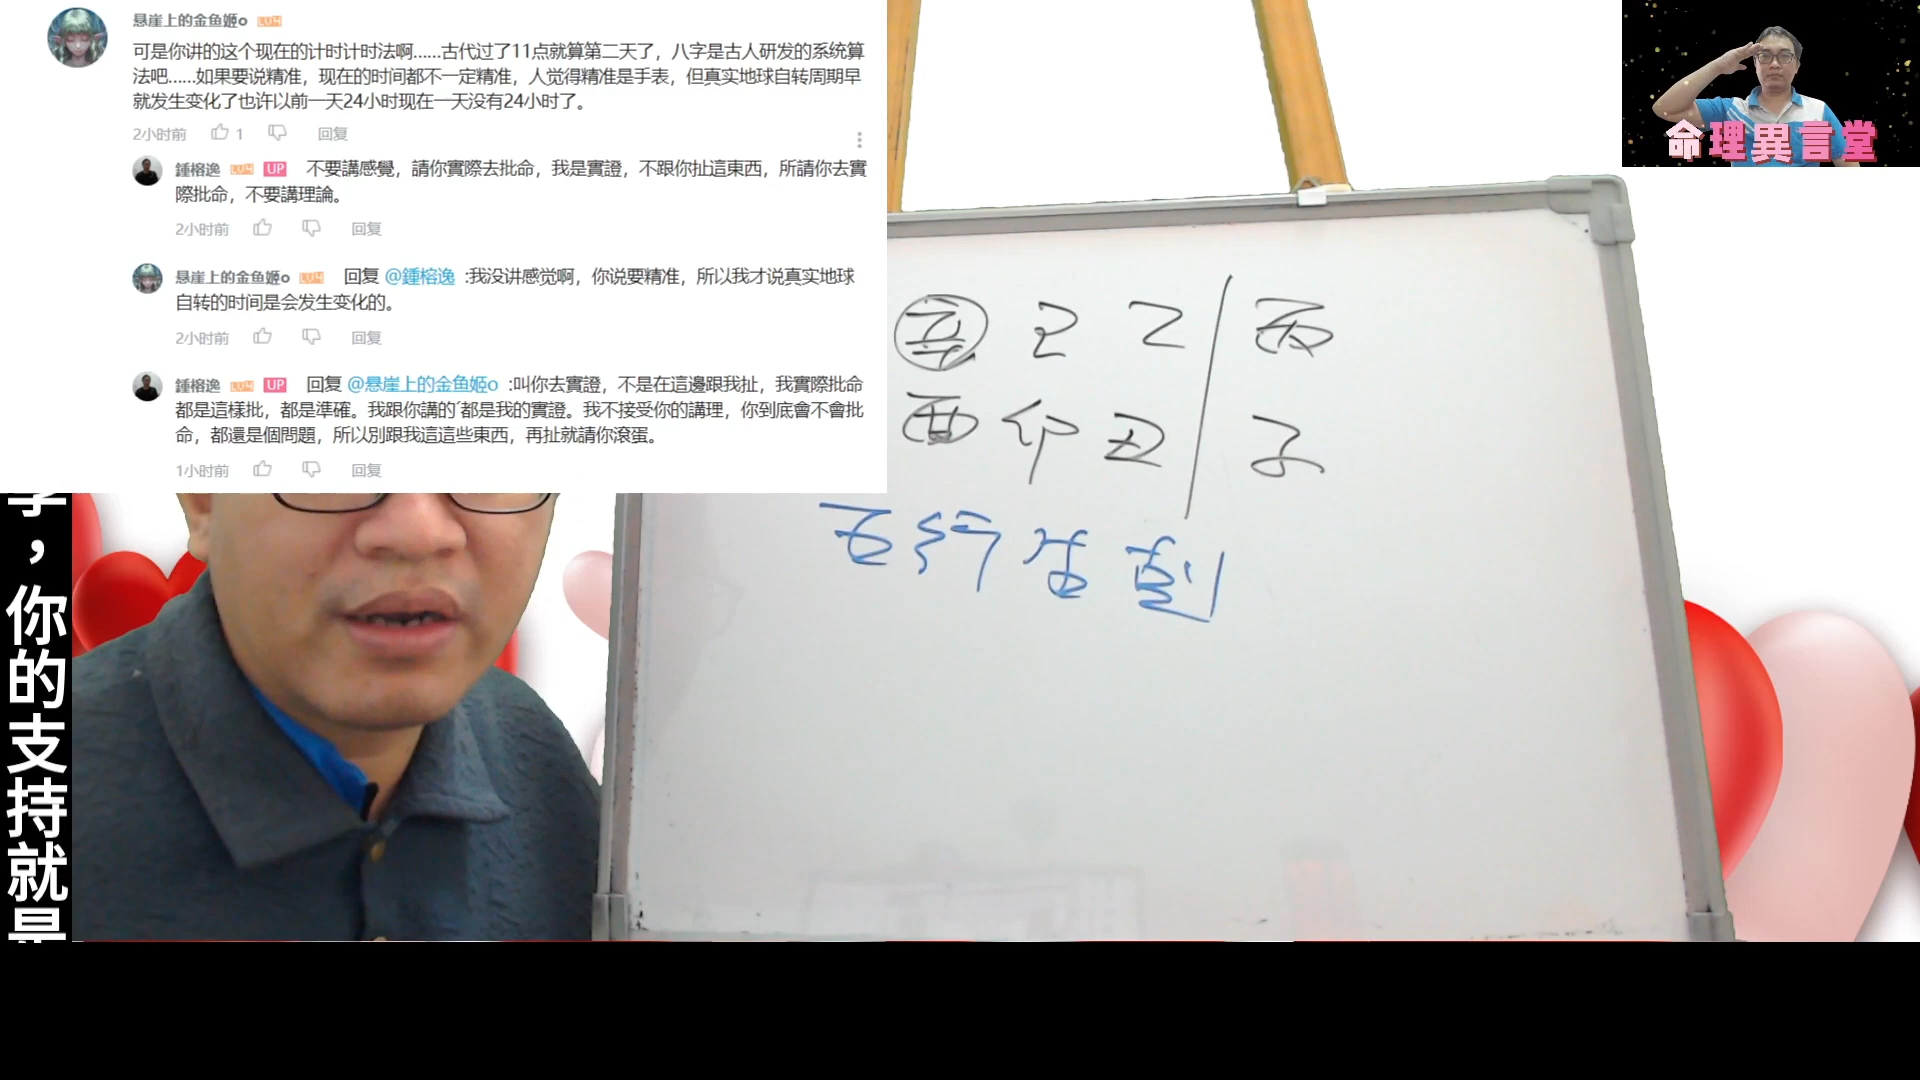 悬崖上的金鱼姬o LV4
可是你讲的这个现在的计时计时法啊......古代过了11点就算第二天了，八字是古人研发的系统算
法吧......如果要说精准，现在的时间都不一定精准，人觉得精准是手表，但真实地球自转周期早
就发生变化了也许以前一天24小时现在一天没有24小时了。
2小时前 1 回复
鍾榕逸 LV4 UP 不要講感覺，請你實際去批命，我是實證，不跟你扯這東西，所請你去實
際批命，不要講理論。
2小时前 回复
悬崖上的金鱼姬o LV4 回复 @鍾榕逸 :我没讲感觉啊，你说要精准，所以我才说真实地球
自转的时间是会发生变化的。
2小时前 回复
鍾榕逸 LV4 UP 回复 @悬崖上的金鱼姬o :叫你去實證，不是在這邊跟我扯，我實際批命
都是這樣批，都是準確。我跟你講的ˊ都是我的實證。我不接受你的講理，你到底會不會批
命，都還是個問題，所以別跟我這這些東西，再扯就請你滾蛋。
1小时前 回复
命理異言堂
辛 己 乙 丙
酉 卯 丑 子
五行生剋
，你的支持就是